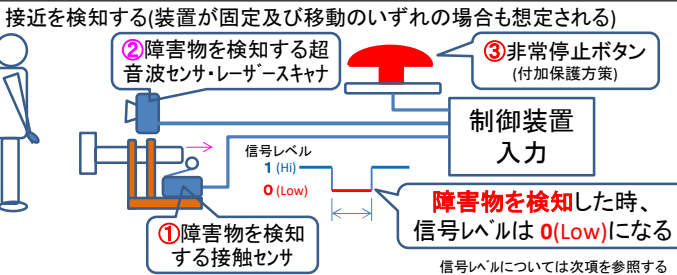 接近を検知する(装置が固定及び移動のいずれの場合も想定される)
②障害物を検知する超
音波センサ・レーザースキャナ
③非常停止ボタン
(付加保護方策)
制御装置
入力
信号レベル
1 (Hi)
0 (Low)
障害物を検知した時、
信号レベルは 0(Low)になる
①障害物を検知
する接触センサ
信号レベルについては次項を参照する